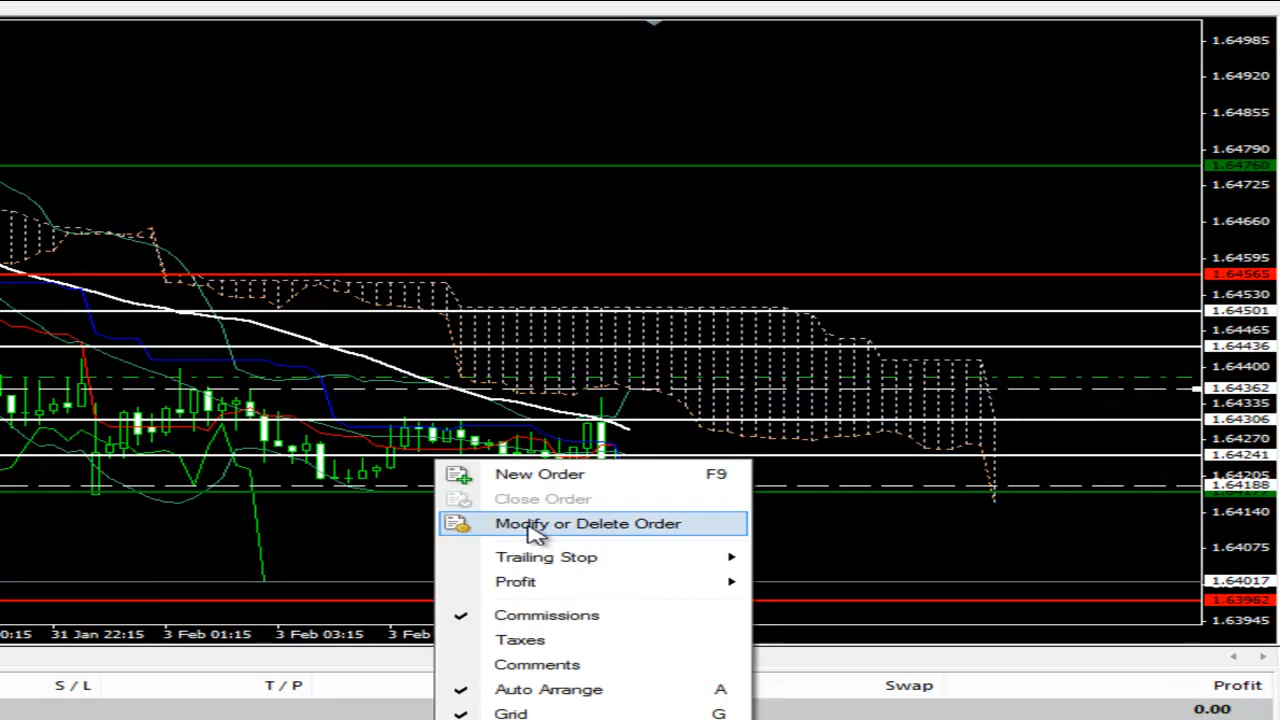 1.64985
1.64920
1.64855
1.64790
1.64760
1.64725
1.64660
1.64595
1.64565
1.64530
1.64501
1.64465
1.64436
1.64400
1.64362
1.64335
1.64306
1.64270
1.64241
1.64205
1.64188
1.64140
1.64075
1.64017
1.63982
1.63945
New Order F9
Close Order
Modify or Delete Order
Trailing Stop
Profit
Commissions
Taxes
Comments
Auto Arrange A
Grid G
0:15 31 Jan 22:15 3 Feb 01:15 3 Feb 03:15 3 Feb
S / L T / P Swap Profit
0.00